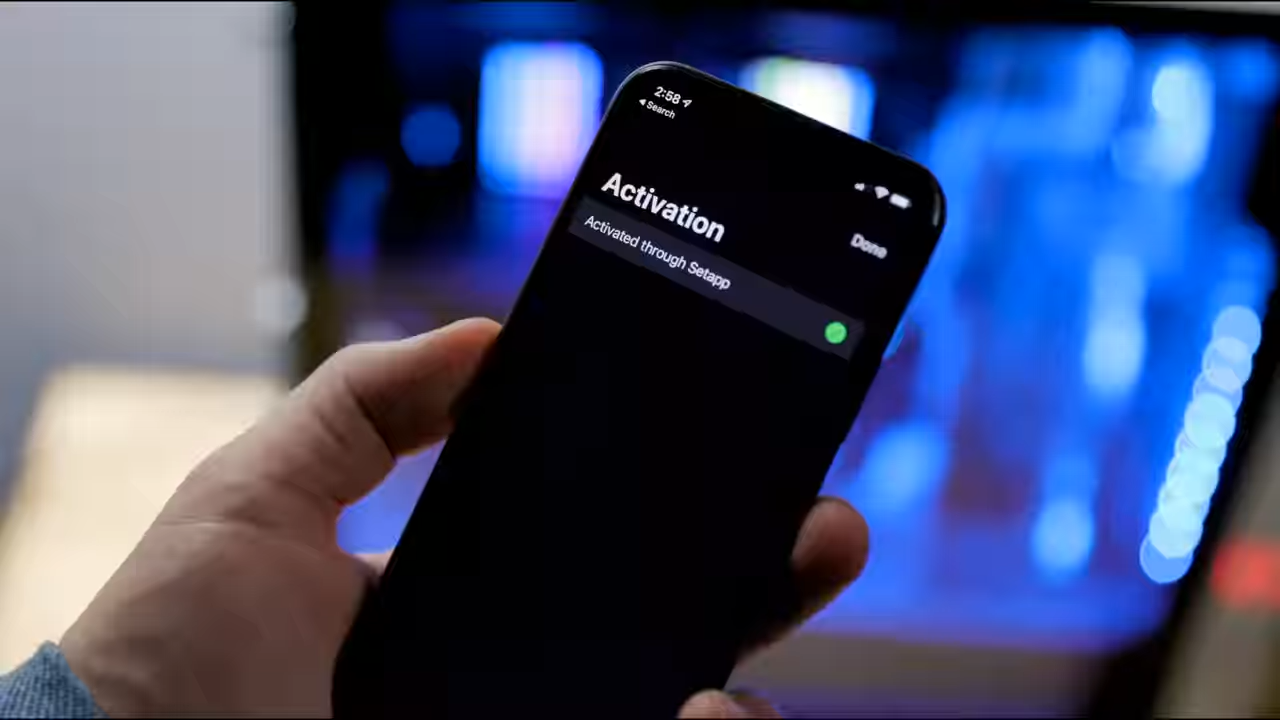 2:58
◀ Search
Done
Activation
Activated through Setapp